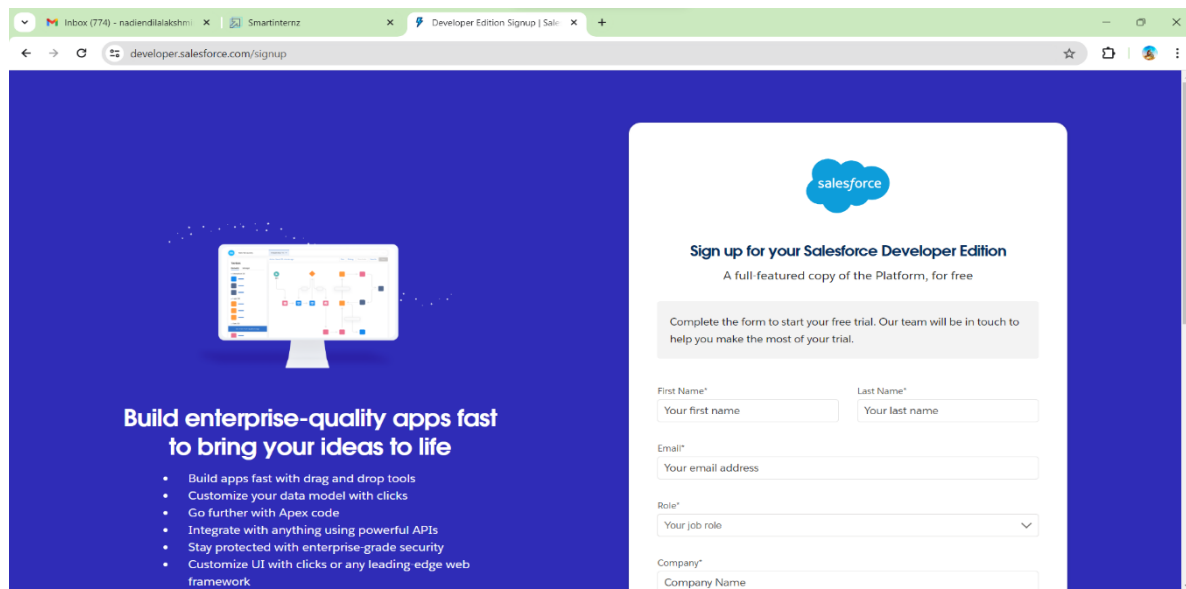 Inbox (774) - nadiendilalakshmi
Smartinternz
Developer Edition Signup | Sale
developer.salesforce.com/signup
salesforce
Sign up for your Salesforce Developer Edition
A full-featured copy of the Platform, for free
Complete the form to start your free trial. Our team will be in touch to
help you make the most of your trial.
First Name* Last Name*
Your first name Your last name
Email*
Your email address
Role*
Your job role
Company*
Company Name
Build enterprise-quality apps fast
to bring your ideas to life
• Build apps fast with drag and drop tools
• Customize your data model with clicks
• Go further with Apex code
• Integrate with anything using powerful APIs
• Stay protected with enterprise-grade security
• Customize UI with clicks or any leading-edge web
framework